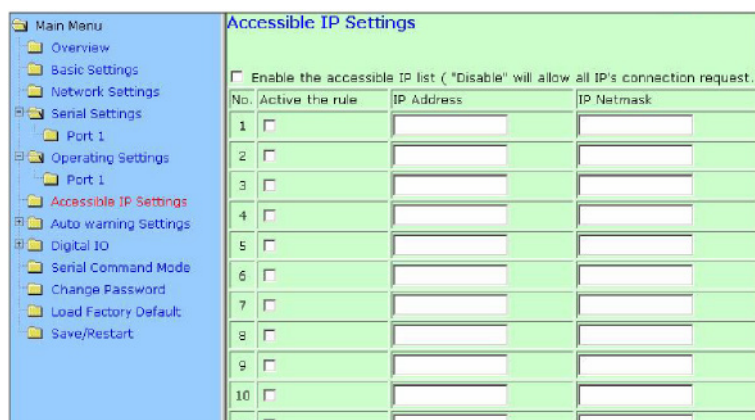 Main Menu
Overview
Basic Settings
Network Settings
Serial Settings
Port 1
Operating Settings
Port 1
Accessible IP Settings
Auto warning Settings
Digital IO
Serial Command Mode
Change Password
Load Factory Default
Save/Restart
Accessible IP Settings
Enable the accessible IP list ( "Disable" will allow all IP's connection request.
No. Active the rule IP Address IP Netmask
1
2
3
4
5
6
7
8
9
10